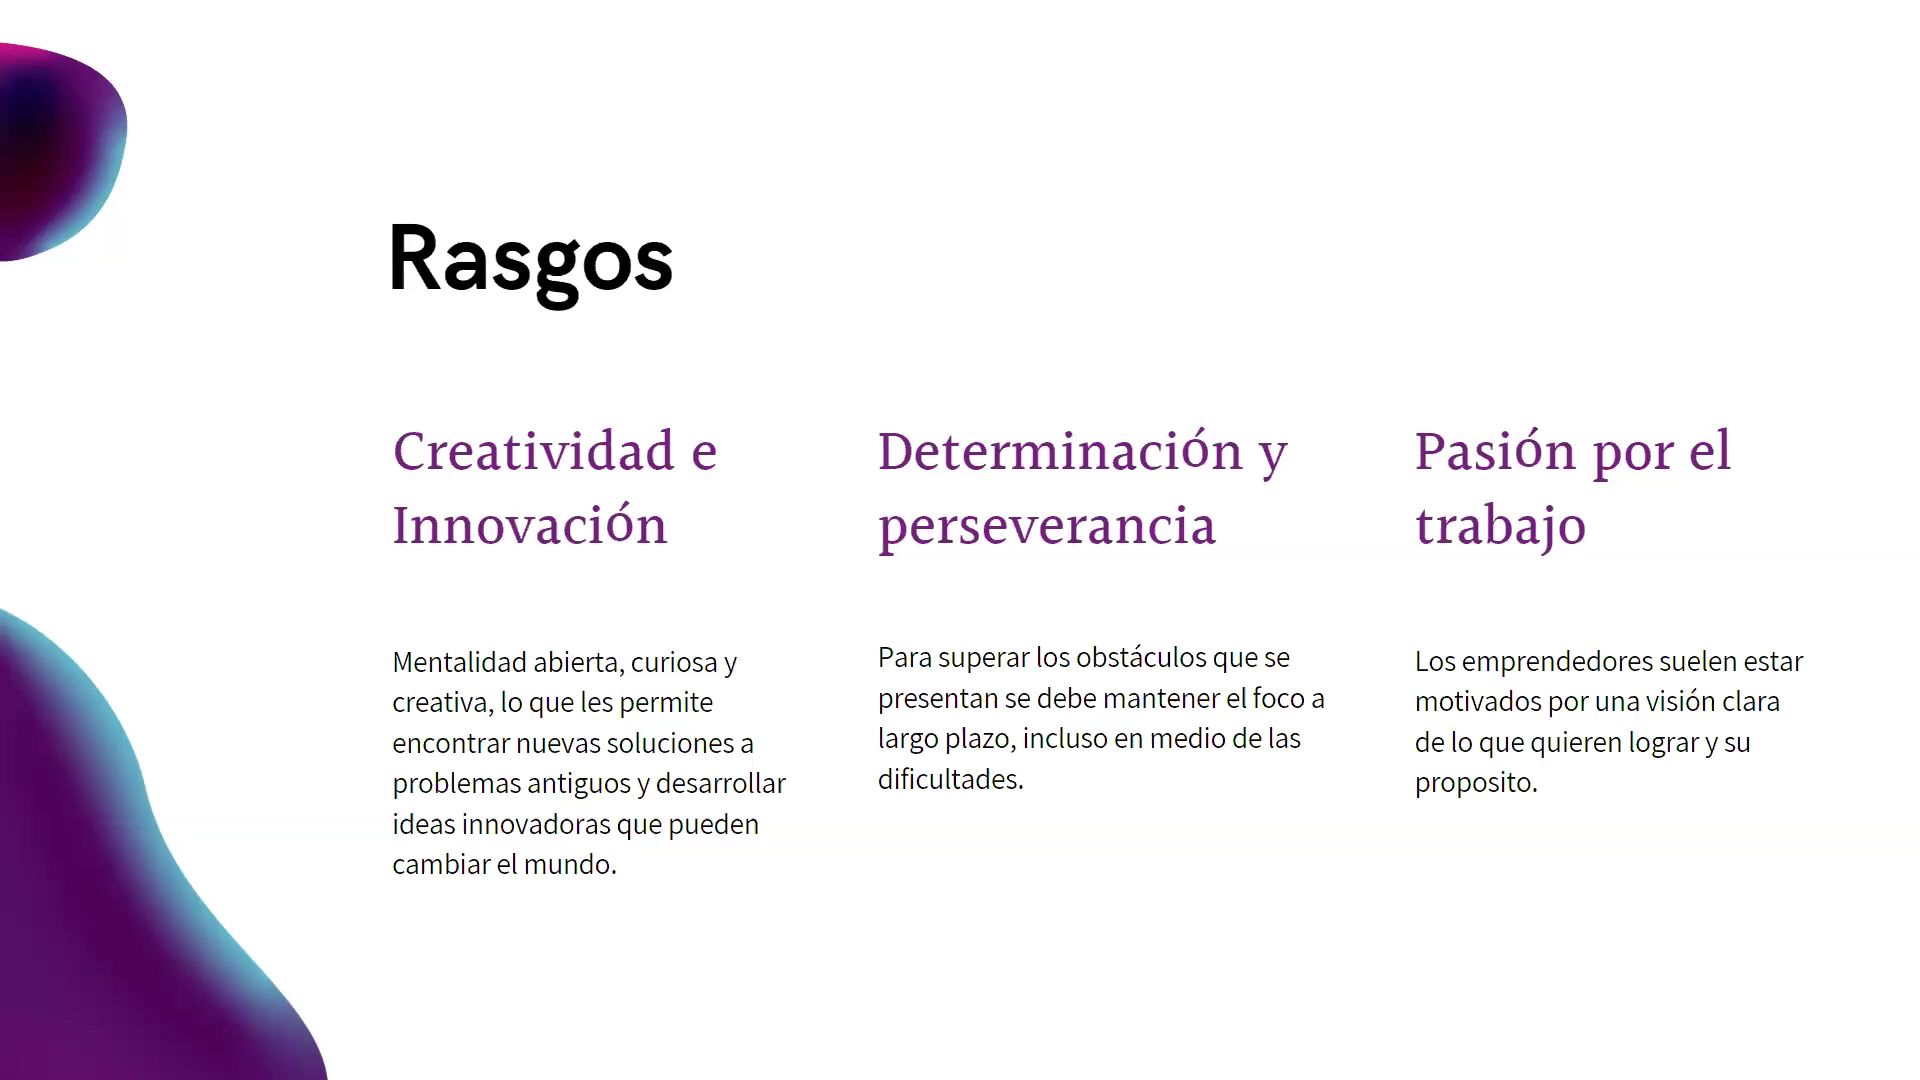 Rasgos
Creatividad e
Innovación
Mentalidad abierta, curiosa y
creativa, lo que les permite
encontrar nuevas soluciones a
problemas antiguos y desarrollar
ideas innovadoras que pueden
cambiar el mundo.
Determinación y
perseverancia
Para superar los obstáculos que se
presentan se debe mantener el foco a
largo plazo, incluso en medio de las
dificultades.
Pasión por el
trabajo
Los emprendedores suelen estar
motivados por una visión clara
de lo que quieren lograr y su
proposito.